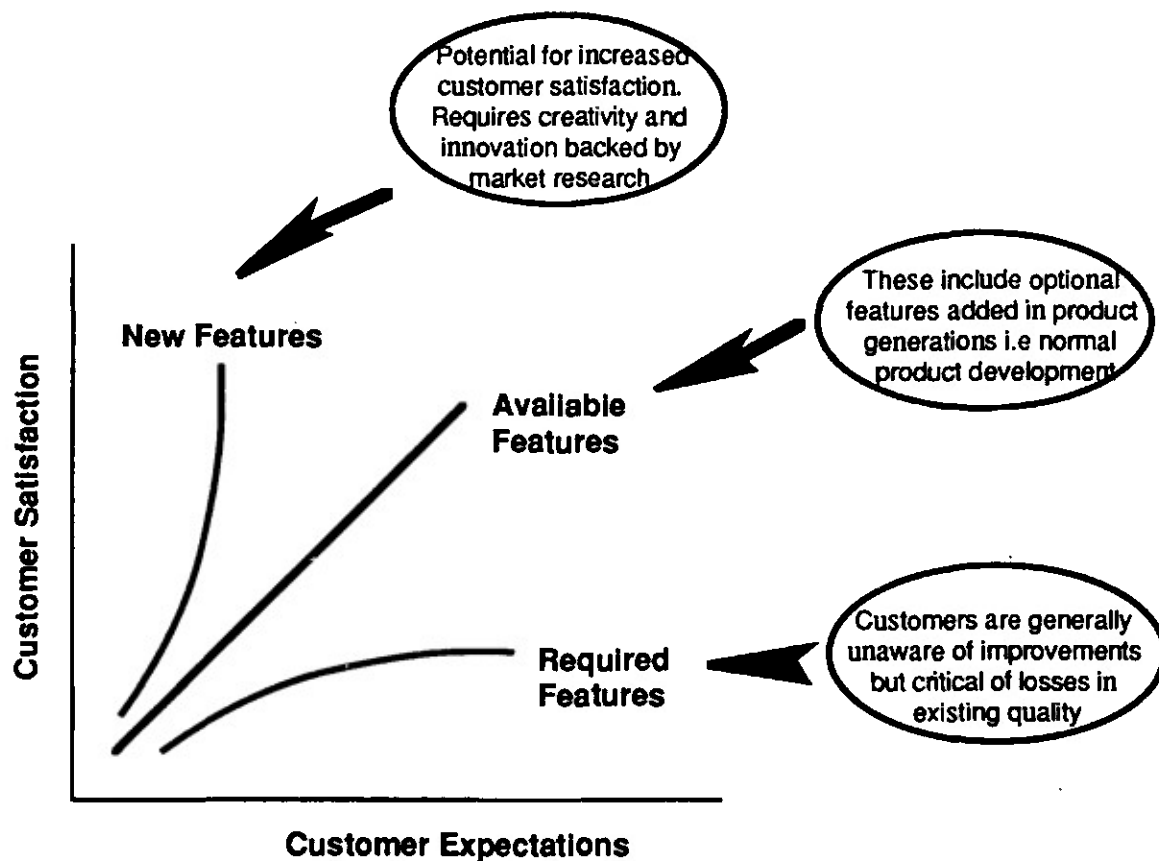 Potential for increased
customer satisfaction.
Requires creativity and
innovation backed by
market research
These include optional
features added in product
generations i.e normal
product development
New Features
Available
Features
Customers are generally
unaware of improvements
but critical of losses in
existing quality
Required
Features
Customer Satisfaction
Customer Expectations